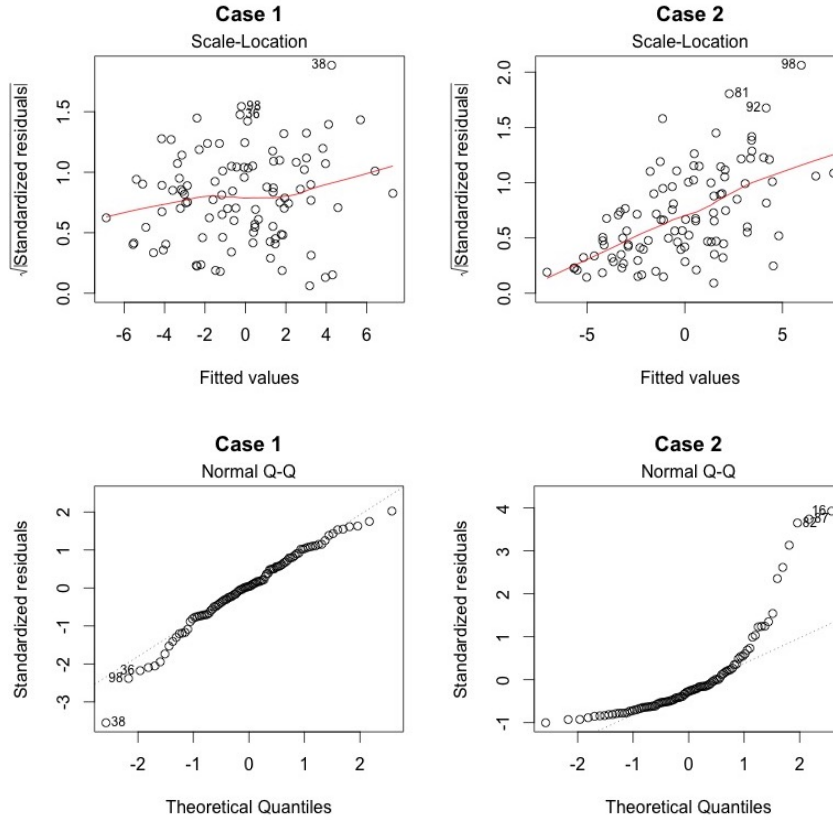 Case 1
Scale-Location
√|Standardized residuals|
0.0 0.5 1.0 1.5
38
98
36
-6 -4 -2 0 2 4 6
Fitted values
Case 2
Scale-Location
√|Standardized residuals|
0.0 0.5 1.0 1.5 2.0
98
81
92
-5 0 5
Fitted values
Case 1
Normal Q-Q
Standardized residuals
-3 -2 -1 0 1 2
36
98
38
-2 -1 0 1 2
Theoretical Quantiles
Case 2
Normal Q-Q
Standardized residuals
-1 0 1 2 3 4
16
82
-2 -1 0 1 2
Theoretical Quantiles